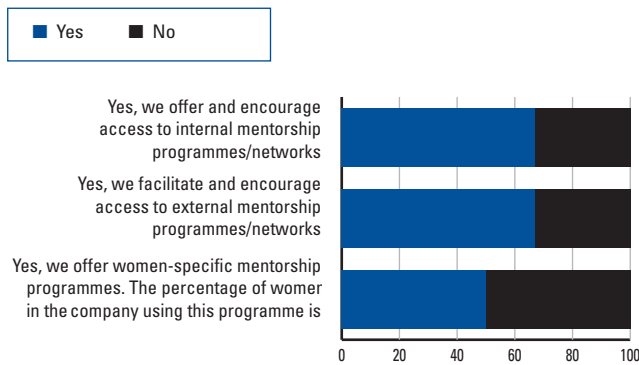 Yes
No
Yes, we offer and encourage
access to internal mentorship
programmes/networks
Yes, we facilitate and encourage
access to external mentorship
programmes/networks
Yes, we offer women-specific mentorship
programmes. The percentage of women
in the company using this programme is
0 20 40 60 80 100